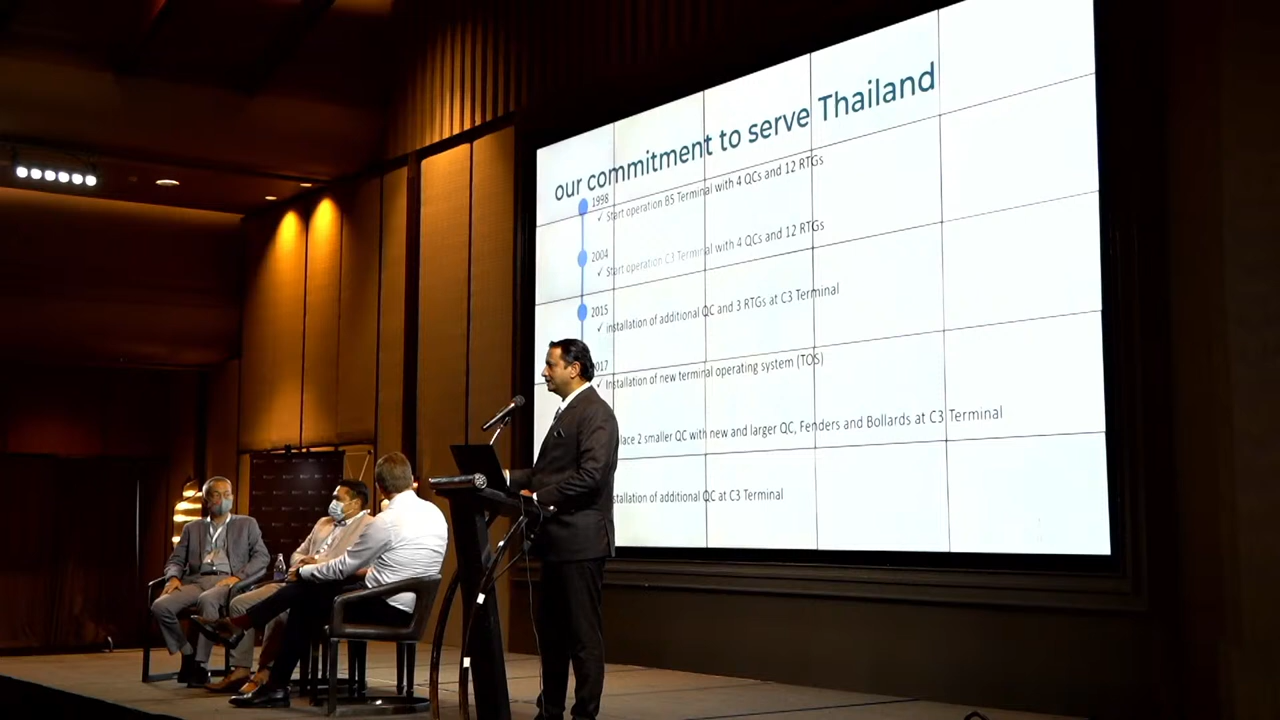 our commitment to serve Thailand
1998
✓ Start operation B5 Terminal with 4 QCs and 12 RTGs
2004
✓ Start operation C3 Terminal with 4 QCs and 12 RTGs
2015
✓ installation of additional QC and 3 RTGs at C3 Terminal
017
✓ Installation of new terminal operating system (TOS)
place 2 smaller QC with new and larger QC, Fenders and Bollards at C3 Terminal
stallation of additional QC at C3 Terminal